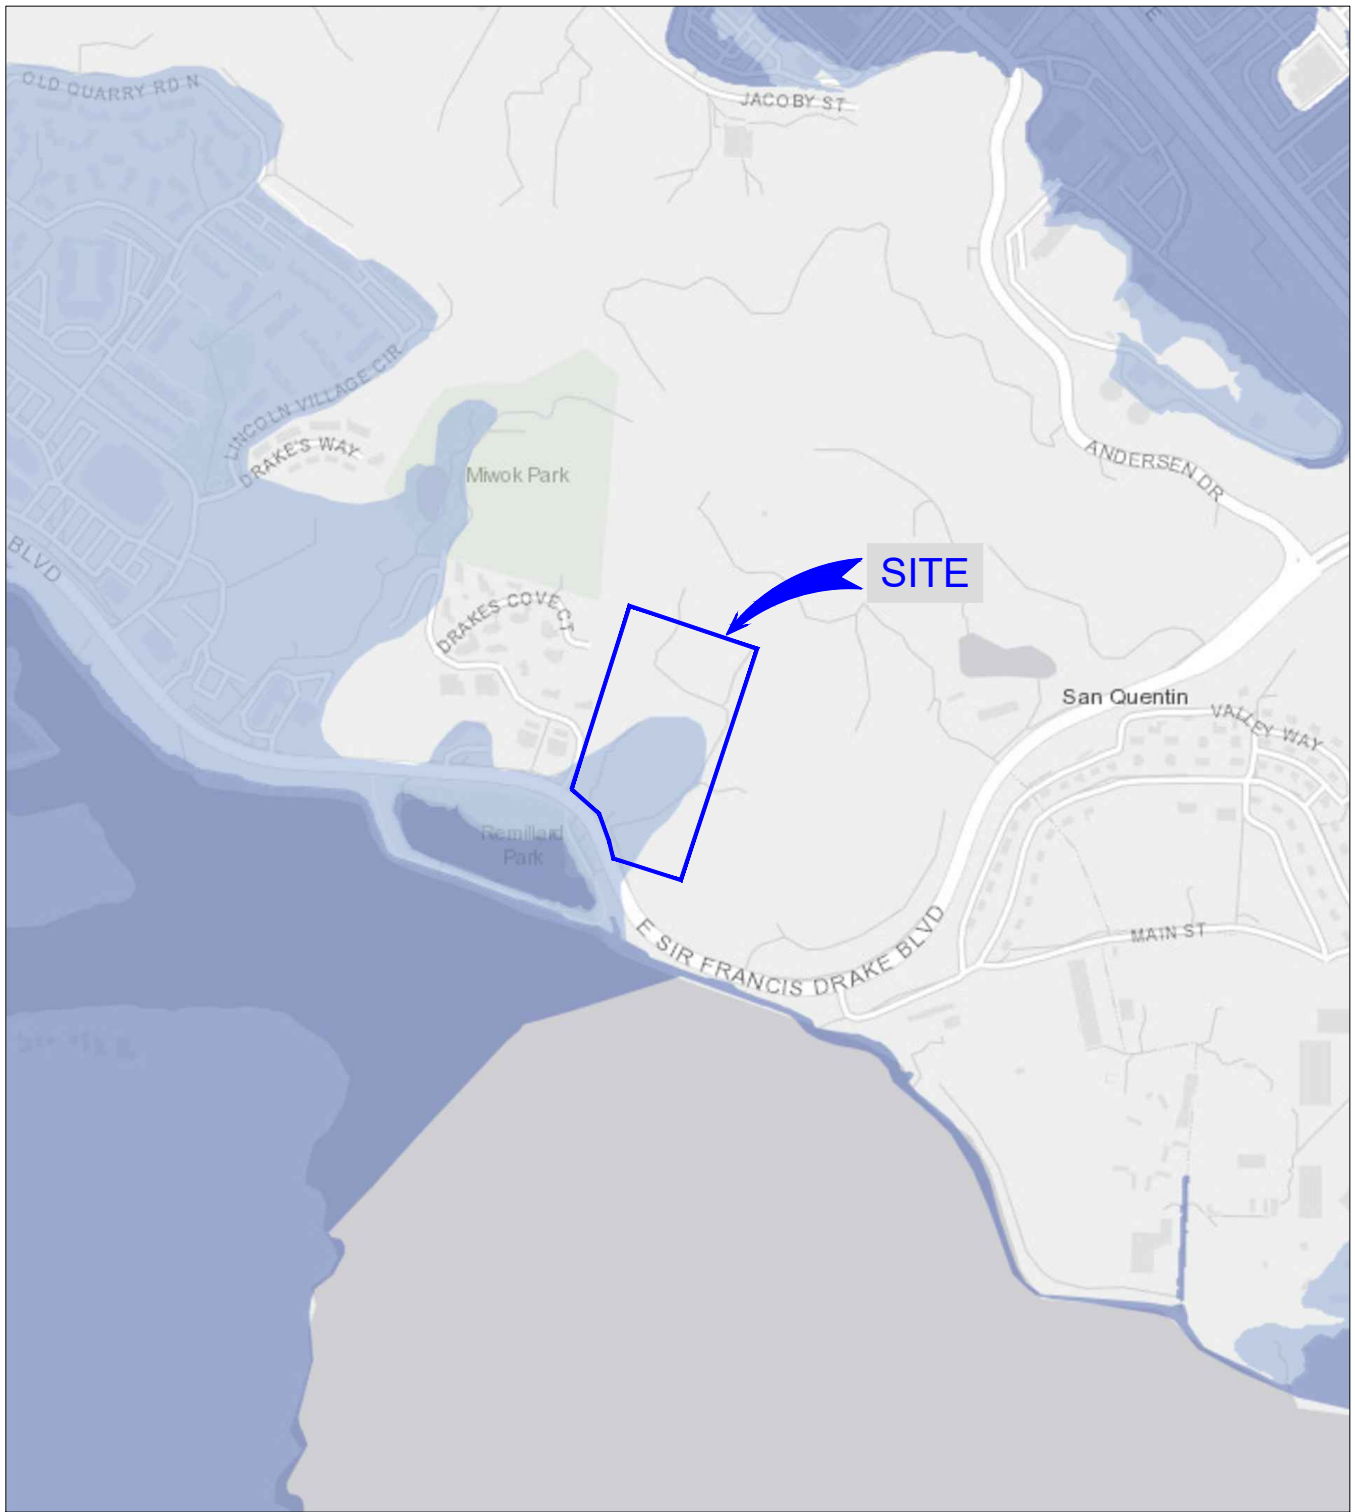 OLD QUARRY RD N
JACOBY ST
LINCOLN VILLAGE CIR
DRAKE'S WAY
ANDERSEN DR
Miwok Park
BLVD
SITE
DRAKES COVE CT
San Quentin
VALLEY WAY
Remillard
Park
E SIR FRANCIS DRAKE BLVD
MAIN ST